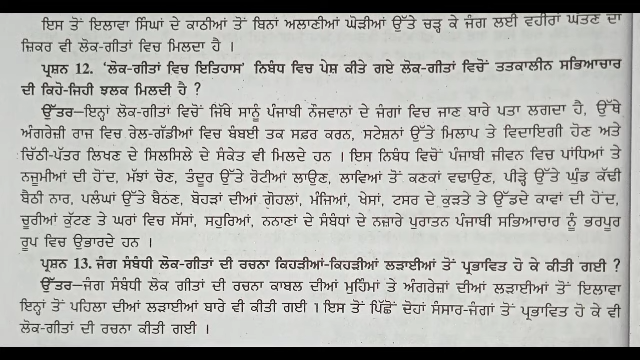 ਇਸ ਤੋਂ ਇਲਾਵਾ ਸਿੰਘਾਂ ਦੇ ਕਾਠੀਆਂ ਤੋਂ ਬਿਨਾਂ ਅਲਾਣੀਆਂ ਘੋੜੀਆਂ ਉੱਤੇ ਚੜ੍ਹ ਕੇ ਜੰਗ ਲਈ ਵਹੀਰਾਂ ਘੱਤਣ ਦਾ
ਜ਼ਿਕਰ ਵੀ ਲੋਕ-ਗੀਤਾਂ ਵਿਚ ਮਿਲਦਾ ਹੈ ।
ਪ੍ਰਸ਼ਨ 12. 'ਲੋਕ-ਗੀਤਾਂ ਵਿਚ ਇਤਿਹਾਸ' ਨਿਬੰਧ ਵਿਚ ਪੇਸ਼ ਕੀਤੇ ਗਏ ਲੋਕ-ਗੀਤਾਂ ਵਿਚੋਂ ਤਤਕਾਲੀਨ ਸਭਿਆਚਾਰ
ਦੀ ਕਿਹੋ-ਜਿਹੀ ਝਲਕ ਮਿਲਦੀ ਹੈ ?
ਉੱਤਰ—ਇਨ੍ਹਾਂ ਲੋਕ-ਗੀਤਾਂ ਵਿਚੋਂ ਜਿੱਥੇ ਸਾਨੂੰ ਪੰਜਾਬੀ ਨੌਜਵਾਨਾਂ ਦੇ ਜੰਗਾਂ ਵਿਚ ਜਾਣ ਬਾਰੇ ਪਤਾ ਲਗਦਾ ਹੈ, ਉੱਥੇ
ਅੰਗਰੇਜ਼ੀ ਰਾਜ ਵਿਚ ਰੇਲ-ਗੱਡੀਆਂ ਵਿਚ ਬੰਬਈ ਤਕ ਸਫ਼ਰ ਕਰਨ, ਸਟੇਸ਼ਨਾਂ ਉੱਤੇ ਮਿਲਾਪ ਤੇ ਵਿਦਾਇਗੀ ਹੋਣ ਅਤੇ
ਚਿੱਠੀ-ਪੱਤਰ ਲਿਖਣ ਦੇ ਸਿਲਸਿਲੇ ਦੇ ਸੰਕੇਤ ਵੀ ਮਿਲਦੇ ਹਨ । ਇਸ ਨਿਬੰਧ ਵਿਚੋਂ ਪੰਜਾਬੀ ਜੀਵਨ ਵਿਚ ਪਾਂਧਿਆਂ ਤੇ
ਨਜੂਮੀਆਂ ਦੀ ਹੋਂਦ, ਮੱਝਾਂ ਚੋਣ, ਤੰਦੂਰ ਉੱਤੇ ਰੋਟੀਆਂ ਲਾਉਣ, ਲਾਵਿਆਂ ਤੋਂ ਕਣਕਾਂ ਵਢਾਉਣ, ਪੀੜ੍ਹੇ ਉੱਤੇ ਘੁੰਡ ਕੱਢੀ
ਬੈਠੀ ਨਾਰ, ਪਲੰਘਾਂ ਉੱਤੇ ਬੈਠਣ, ਬੋਹੜਾਂ ਦੀਆਂ ਗੋਹਲਾਂ, ਮੰਜਿਆਂ, ਖੇਸਾਂ, ਟਸਰ ਦੇ ਕੁੜਤੇ ਤੇ ਉੱਡਦੇ ਕਾਵਾਂ ਦੀ ਹੋਂਦ,
ਚੂਰੀਆਂ ਕੁੱਟਣ ਤੇ ਘਰਾਂ ਵਿਚ ਸੱਸਾਂ, ਸਹੁਰਿਆਂ, ਨਨਾਣਾਂ ਦੇ ਸੰਬੰਧਾਂ ਦੇ ਨਜ਼ਾਰੇ ਪੁਰਾਤਨ ਪੰਜਾਬੀ ਸਭਿਆਚਾਰ ਨੂੰ ਭਰਪੂਰ
ਰੂਪ ਵਿਚ ਉਭਾਰਦੇ ਹਨ ।
ਪ੍ਰਸ਼ਨ 13. ਜੰਗ ਸੰਬੰਧੀ ਲੋਕ-ਗੀਤਾਂ ਦੀ ਰਚਨਾ ਕਿਹੜੀਆਂ-ਕਿਹੜੀਆਂ ਲੜਾਈਆਂ ਤੋਂ ਪ੍ਰਭਾਵਿਤ ਹੋ ਕੇ ਕੀਤੀ ਗਈ ?
ਉੱਤਰ—ਜੰਗ ਸੰਬੰਧੀ ਲੋਕ ਗੀਤਾਂ ਦੀ ਰਚਨਾ ਕਾਬਲ ਦੀਆਂ ਮੁਹਿੰਮਾਂ ਤੇ ਅੰਗਰੇਜ਼ਾਂ ਦੀਆਂ ਲੜਾਈਆਂ ਤੋਂ ਇਲਾਵਾ
ਇਨ੍ਹਾਂ ਤੋਂ ਪਹਿਲਾ ਦੀਆਂ ਲੜਾਈਆਂ ਬਾਰੇ ਵੀ ਕੀਤੀ ਗਈ । ਇਸ ਤੋਂ ਪਿੱਛੋਂ ਦੋਹਾਂ ਸੰਸਾਰ-ਜੰਗਾਂ ਤੋਂ ਪ੍ਰਭਾਵਿਤ ਹੋ ਕੇ ਵੀ
ਲੋਕ-ਗੀਤਾਂ ਦੀ ਰਚਨਾ ਕੀਤੀ ਗਈ ।